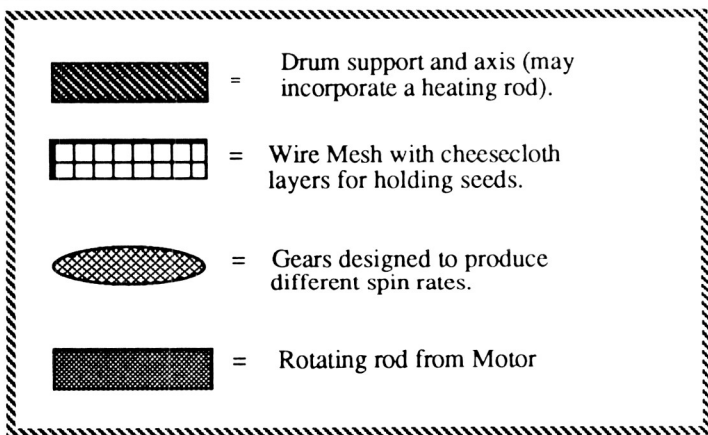 = Drum support and axis (may
incorporate a heating rod).
= Wire Mesh with cheesecloth
layers for holding seeds.
= Gears designed to produce
different spin rates.
= Rotating rod from Motor